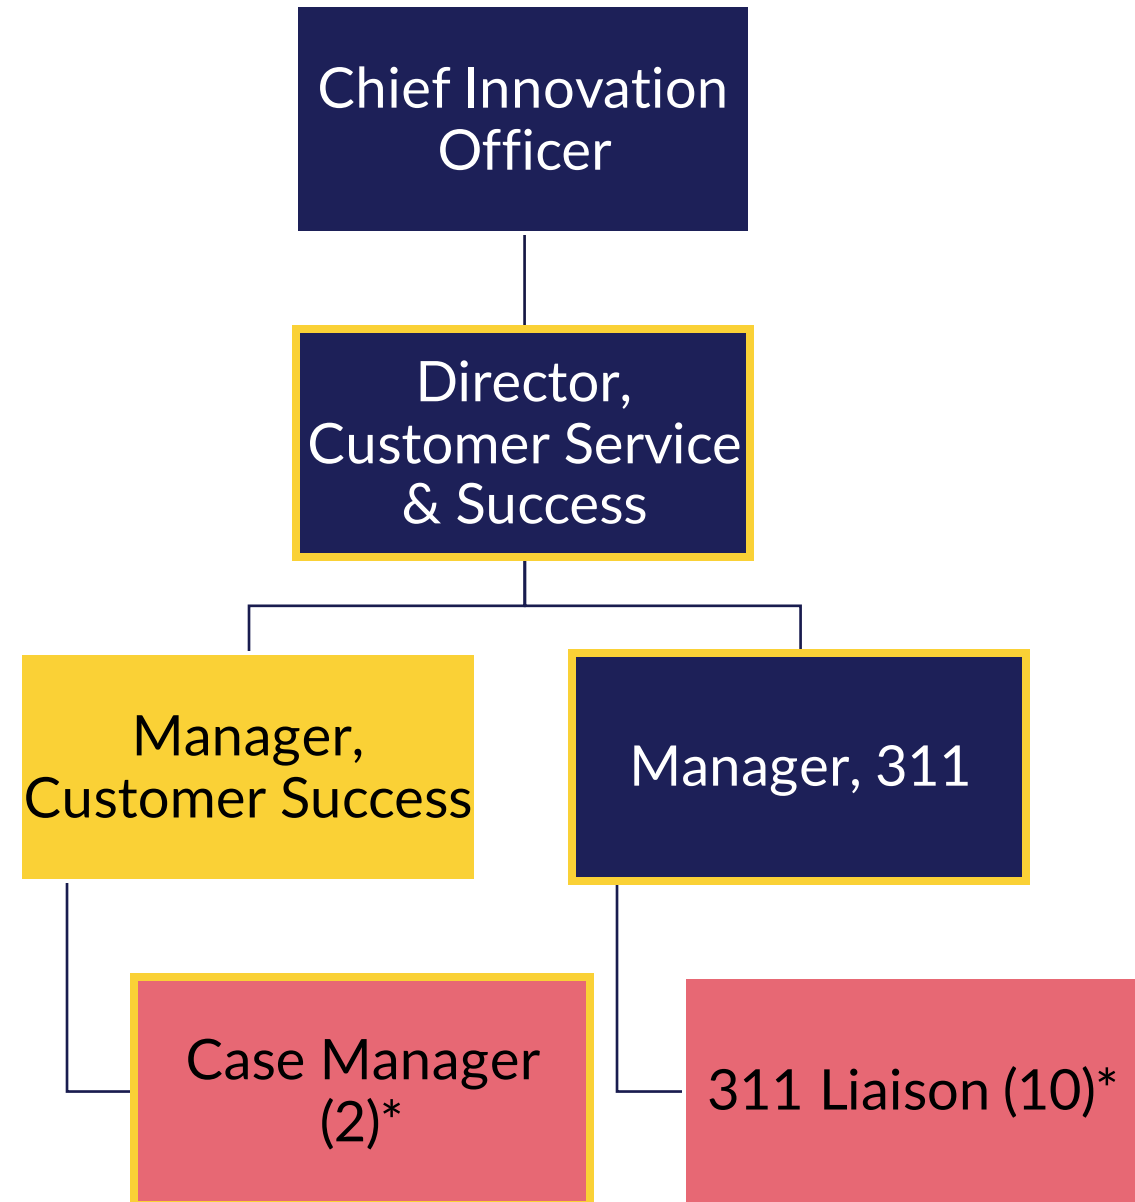 Chief Innovation
Officer
Director,
Customer Service
& Success
Manager,
Customer Success
Manager, 311
Case Manager
(2)*
311 Liaison (10)*